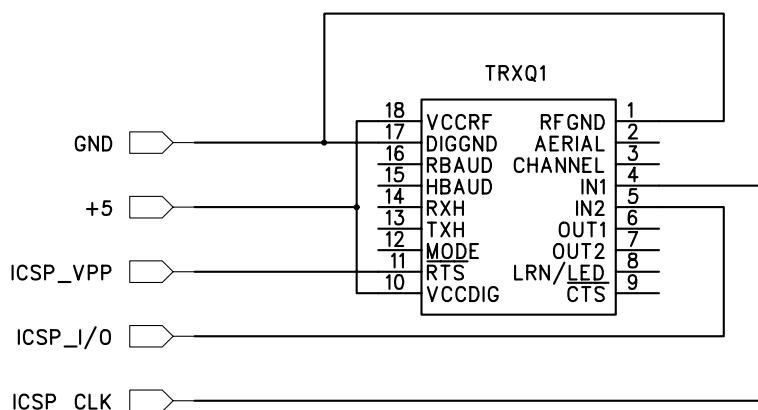 TRXQ1
18 VCCRF RFGND 1
17 DIGGND AERIAL 2
16 RBAUD CHANNEL 3
15 HBAUD IN1 4
14 RXH IN2 5
13 TXH OUT1 6
12 MODE OUT2 7
11 RTS LRN/LED 8
10 VCCDIG CTS 9
GND
+5
ICSP_VPP
ICSP_I/O
ICSP_CLK